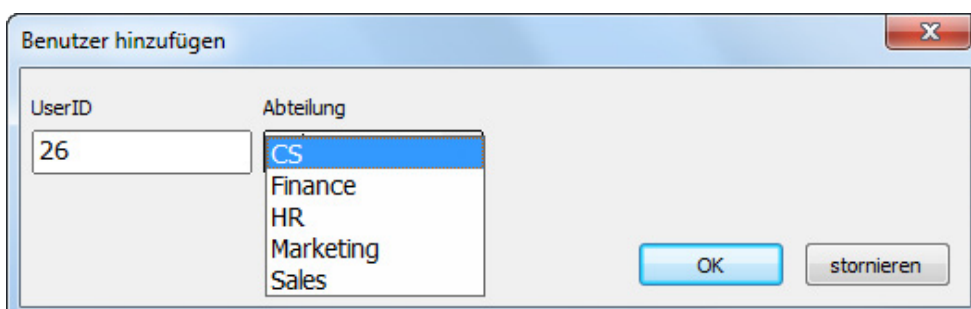 Benutzer hinzufügen
UserID Abteilung
26
CS
Finance
HR
Marketing
Sales
OK stornieren